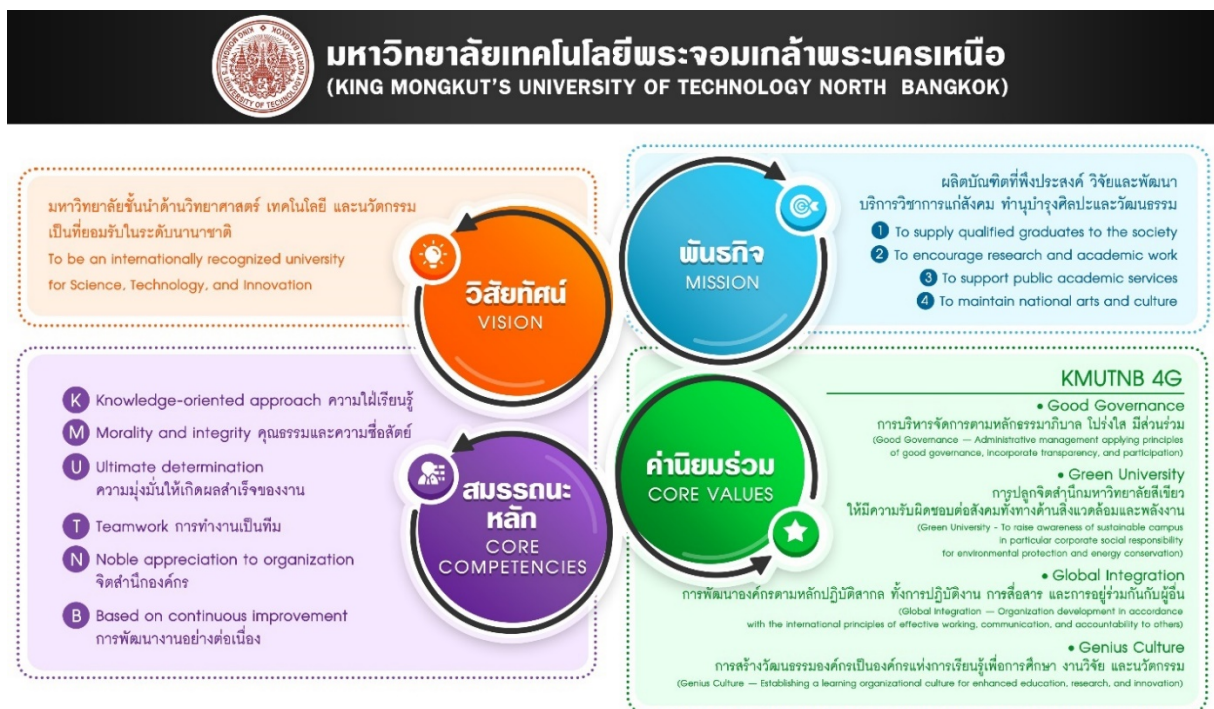 มหาวิทยาลัยเทคโนโลยีพระจอมเกล้าพระนครเหนือ
(KING MONGKUT'S UNIVERSITY OF TECHNOLOGY NORTH BANGKOK)
KING MONGKUT'S UNIVERSITY OF TECHNOLOGY NORTH BANGKOK
มหาวิทยาลัยชั้นนำด้านวิทยาศาสตร์ เทคโนโลยี และนวัตกรรม
เป็นที่ยอมรับในระดับนานาชาติ
To be an internationally recognized university
for Science, Technology, and Innovation
วิสัยทัศน์
VISION
พันธกิจ
MISSION
ผลิตบัณฑิตที่พึงประสงค์ วิจัยและพัฒนา
บริการวิชาการแก่สังคม ทำนุบำรุงศิลปะและวัฒนธรรม
1 To supply qualified graduates to the society
2 To encourage research and academic work
3 To support public academic services
4 To maintain national arts and culture
K Knowledge-oriented approach ความใฝ่เรียนรู้
M Morality and integrity คุณธรรมและความซื่อสัตย์
U Ultimate determination
ความมุ่งมั่นให้เกิดผลสำเร็จของงาน
T Teamwork การทำงานเป็นทีม
N Noble appreciation to organization
จิตสำนึกองค์กร
B Based on continuous improvement
การพัฒนางานอย่างต่อเนื่อง
สมรรถนะ
หลัก
CORE
COMPETENCIES
ค่านิยมร่วม
CORE VALUES
KMUTNB 4G
• Good Governance
การบริหารจัดการตามหลักธรรมาภิบาล โปร่งใส มีส่วนร่วม
(Good Governance — Administrative management applying principles
of good governance, incorporate transparency, and participation)
• Green University
การปลูกจิตสำนึกมหาวิทยาลัยสีเขียว
ให้มีความรับผิดชอบต่อสังคมทั้งทางด้านสิ่งแวดล้อมและพลังงาน
(Green University - To raise awareness of sustainable campus
in particular corporate social responsibility
for environmental protection and energy conservation)
• Global Integration
การพัฒนาองค์กรตามหลักปฏิบัติสากล ทั้งการปฏิบัติงาน การสื่อสาร และการอยู่ร่วมกันกับผู้อื่น
(Global Integration — Organization development in accordance
with the international principles of effective working, communication, and accountability to others)
• Genius Culture
การสร้างวัฒนธรรมองค์กรเป็นองค์กรแห่งการเรียนรู้เพื่อการศึกษา งานวิจัย และนวัตกรรม
(Genius Culture — Establishing a learning organizational culture for enhanced education, research, and innovation)